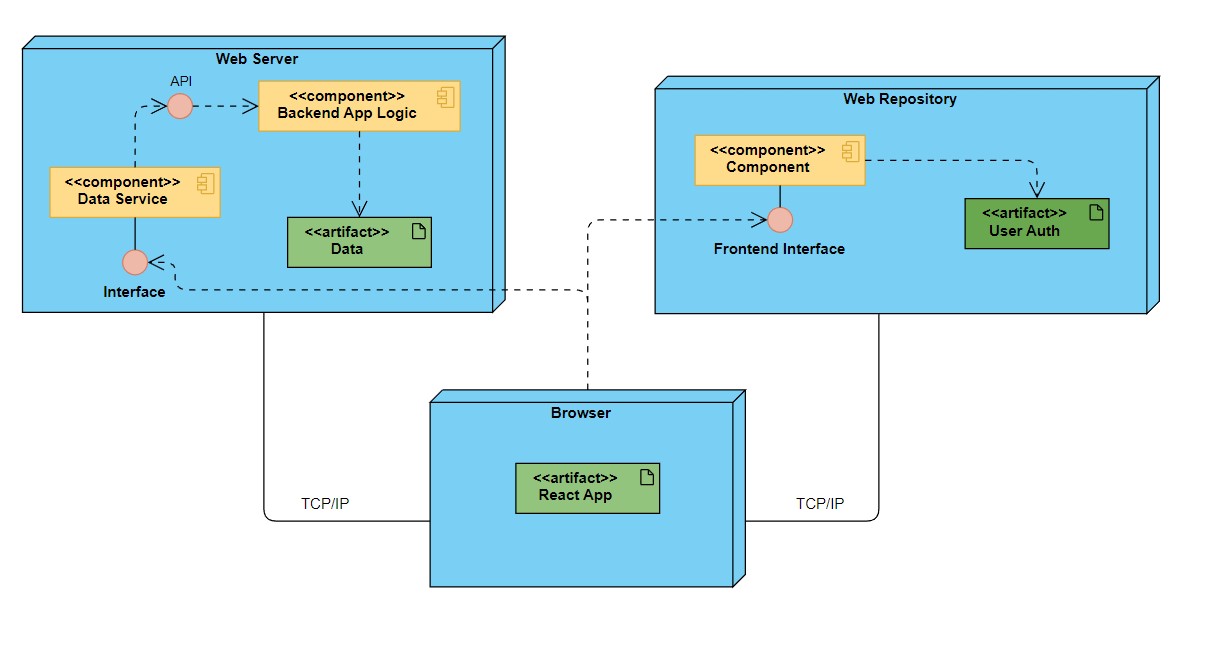 Web Server
API
<<component>>
Backend App Logic
<<component>>
Data Service
<<artifact>>
Data
Interface
Web Repository
<<component>>
Component
<<artifact>>
User Auth
Frontend Interface
Browser
<<artifact>>
React App
TCP/IP
TCP/IP